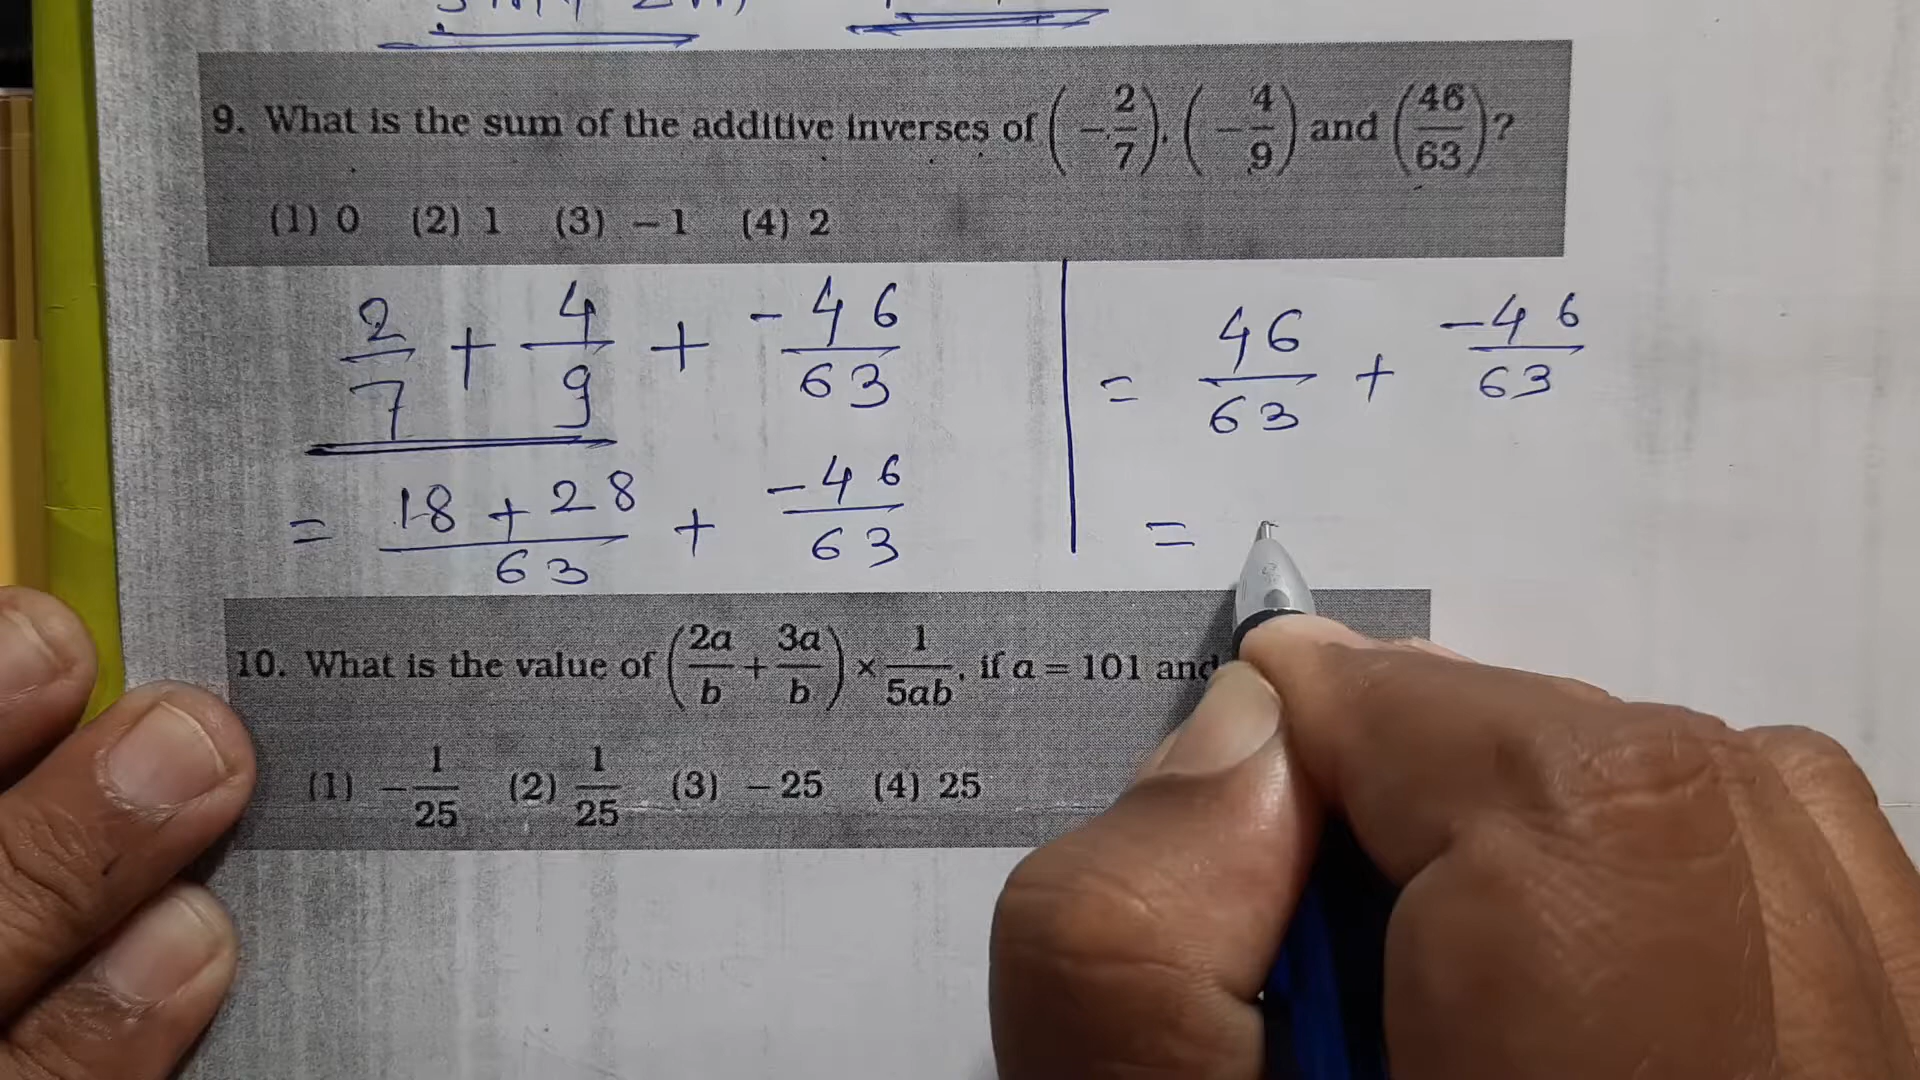 9. What is the sum of the additive inverses of (-2/7), (-4/9) and (46/63)?
(1) 0 (2) 1 (3) -1 (4) 2
2/7 + 4/9 + -46/63
= 18+28/63 + -46/63
= 46/63 + -46/63
=
10. What is the value of (2a/b + 3a/b) × 1/5ab, if a = 101 and
(1) -1/25 (2) 1/25 (3) -25 (4) 25